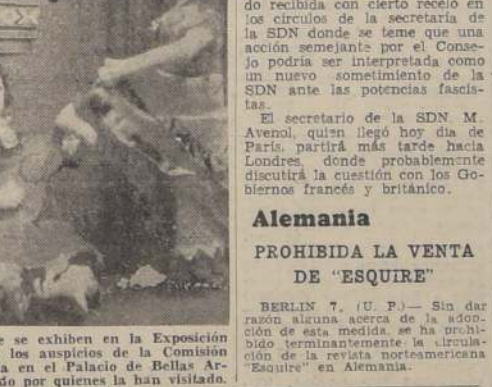 do recibida con cierto recelo en
los círculos de la secretaría de
la SDN donde se teme que una
acción semejante por el Conse-
jo podría ser interpretada como
un nuevo sometimiento de la
SDN ante las potencias fascis-
tas.
El secretario de la SDN. M.
Avenol, quien llegó hoy día de
París, partirá más tarde hacia
Londres, donde probablemente
discutirá la cuestión con los Go-
biernos francés y británico.
Alemania
PROHIBIDA LA VENTA
DE "ESQUIRE"
BERLIN 7, (U. P.)— Sin dar
razón alguna acerca de la adop-
ción de esta medida, se ha prohi-
bido terminantemente la circula-
ción de la revista norteamericana
"Esquire" en Alemania.
e se exhiben en la Exposición
los auspicios de la Comisión
a en el Palacio de Bellas Ar-
do por quienes la han visitado.